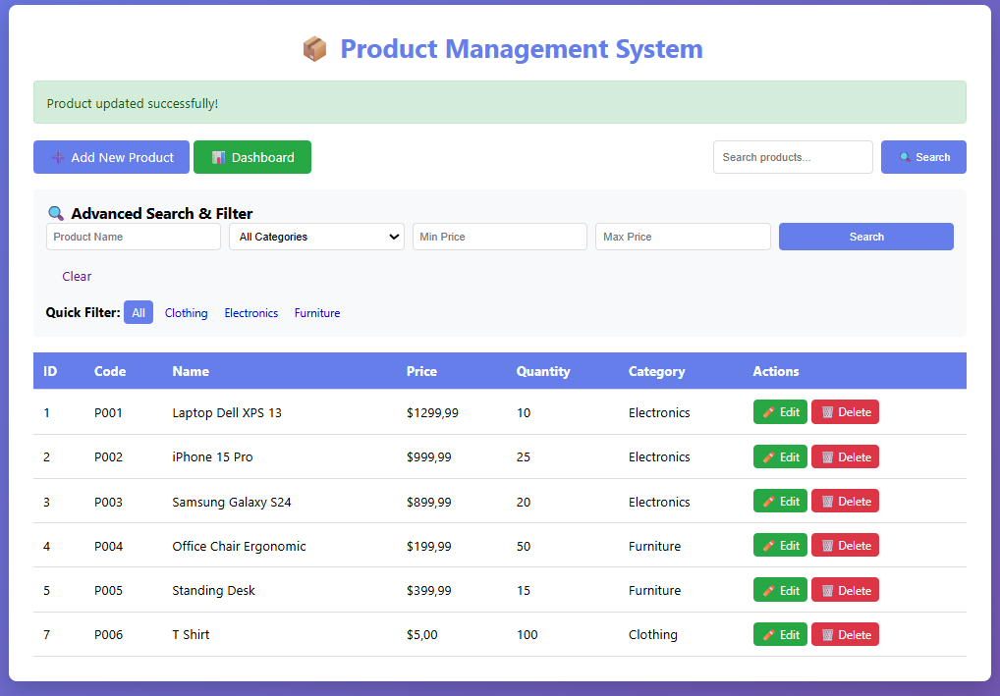 Product Management System
Product updated successfully!
Add New Product Dashboard Search products... Search
Advanced Search & Filter
Product Name All Categories Min Price Max Price Search
Clear
Quick Filter: All Clothing Electronics Furniture
ID Code Name Price Quantity Category Actions
1 P001 Laptop Dell XPS 13 $1299,99 10 Electronics Edit Delete
2 P002 iPhone 15 Pro $999,99 25 Electronics Edit Delete
3 P003 Samsung Galaxy S24 $899,99 20 Electronics Edit Delete
4 P004 Office Chair Ergonomic $199,99 50 Furniture Edit Delete
5 P005 Standing Desk $399,99 15 Furniture Edit Delete
7 P006 T Shirt $5,00 100 Clothing Edit Delete